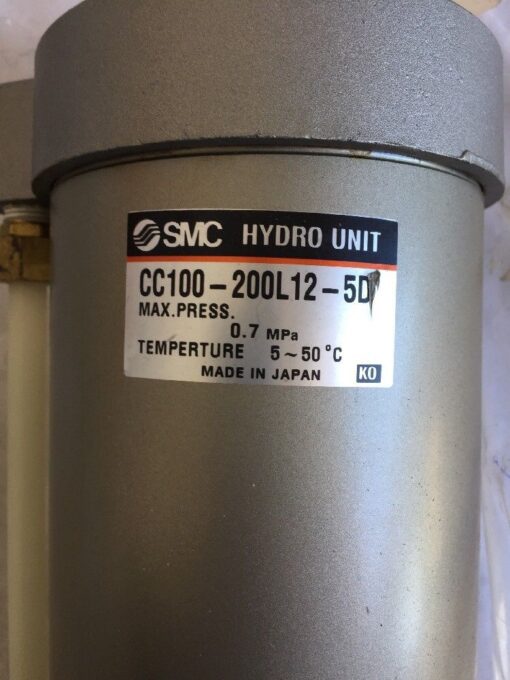 SMC HYDRO UNIT
CC100-200L12-5D
MAX.PRESS.
0.7 MPa
TEMPERTURE 5~50°C
MADE IN JAPAN KO